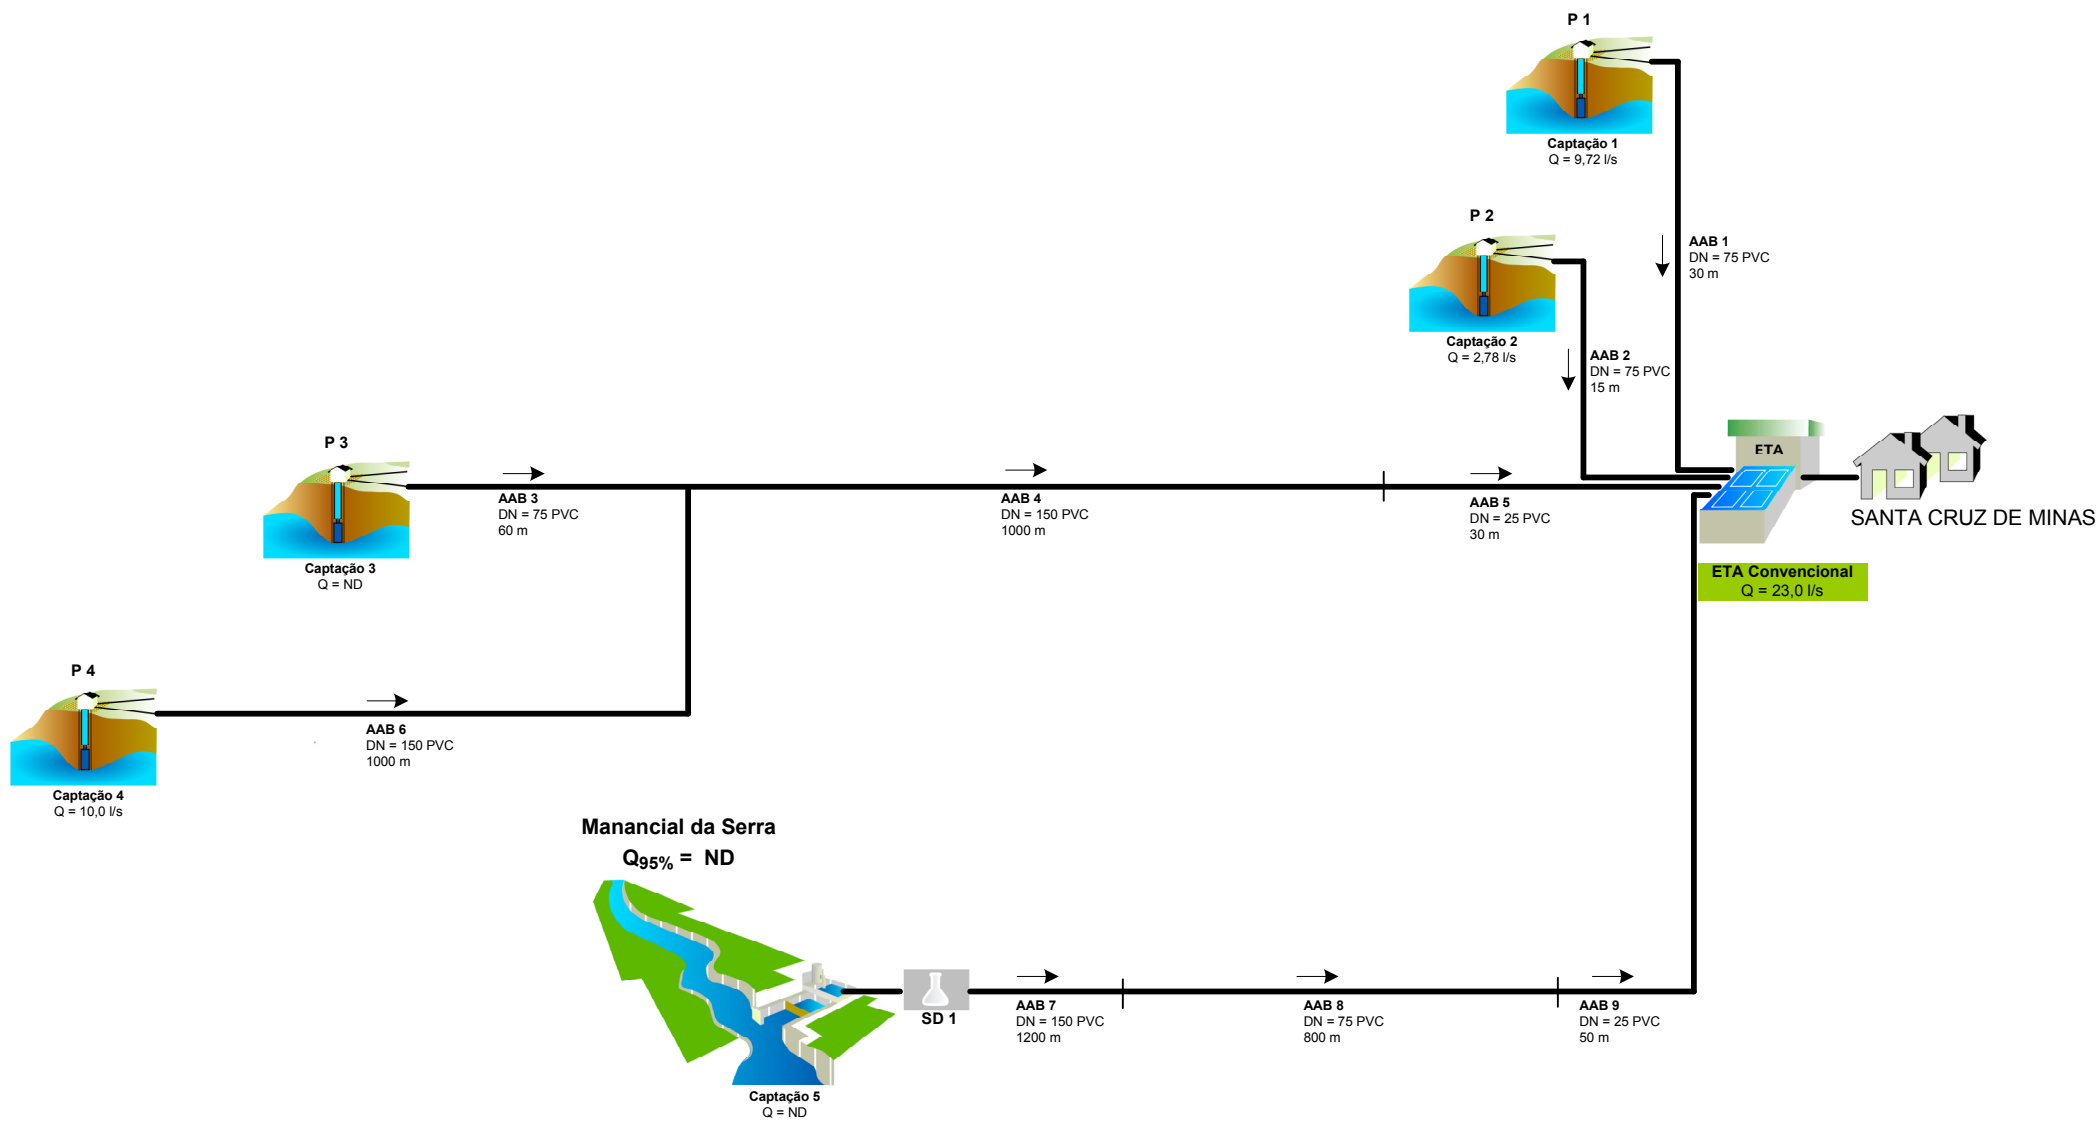 P 1
Captação 1
Q = 9,72 l/s
P 2
Captação 2
Q = 2,78 l/s
AAB 1
DN = 75 PVC
30 m
AAB 2
DN = 75 PVC
15 m
P 3
Captação 3
Q = ND
AAB 3
DN = 75 PVC
60 m
AAB 4
DN = 150 PVC
1000 m
AAB 5
DN = 25 PVC
30 m
ETA
SANTA CRUZ DE MINAS
ETA Convencional
Q = 23,0 l/s
P 4
Captação 4
Q = 10,0 l/s
AAB 6
DN = 150 PVC
1000 m
Manancial da Serra
Q95% = ND
Captação 5
Q = ND
SD 1
AAB 7
DN = 150 PVC
1200 m
AAB 8
DN = 75 PVC
800 m
AAB 9
DN = 25 PVC
50 m